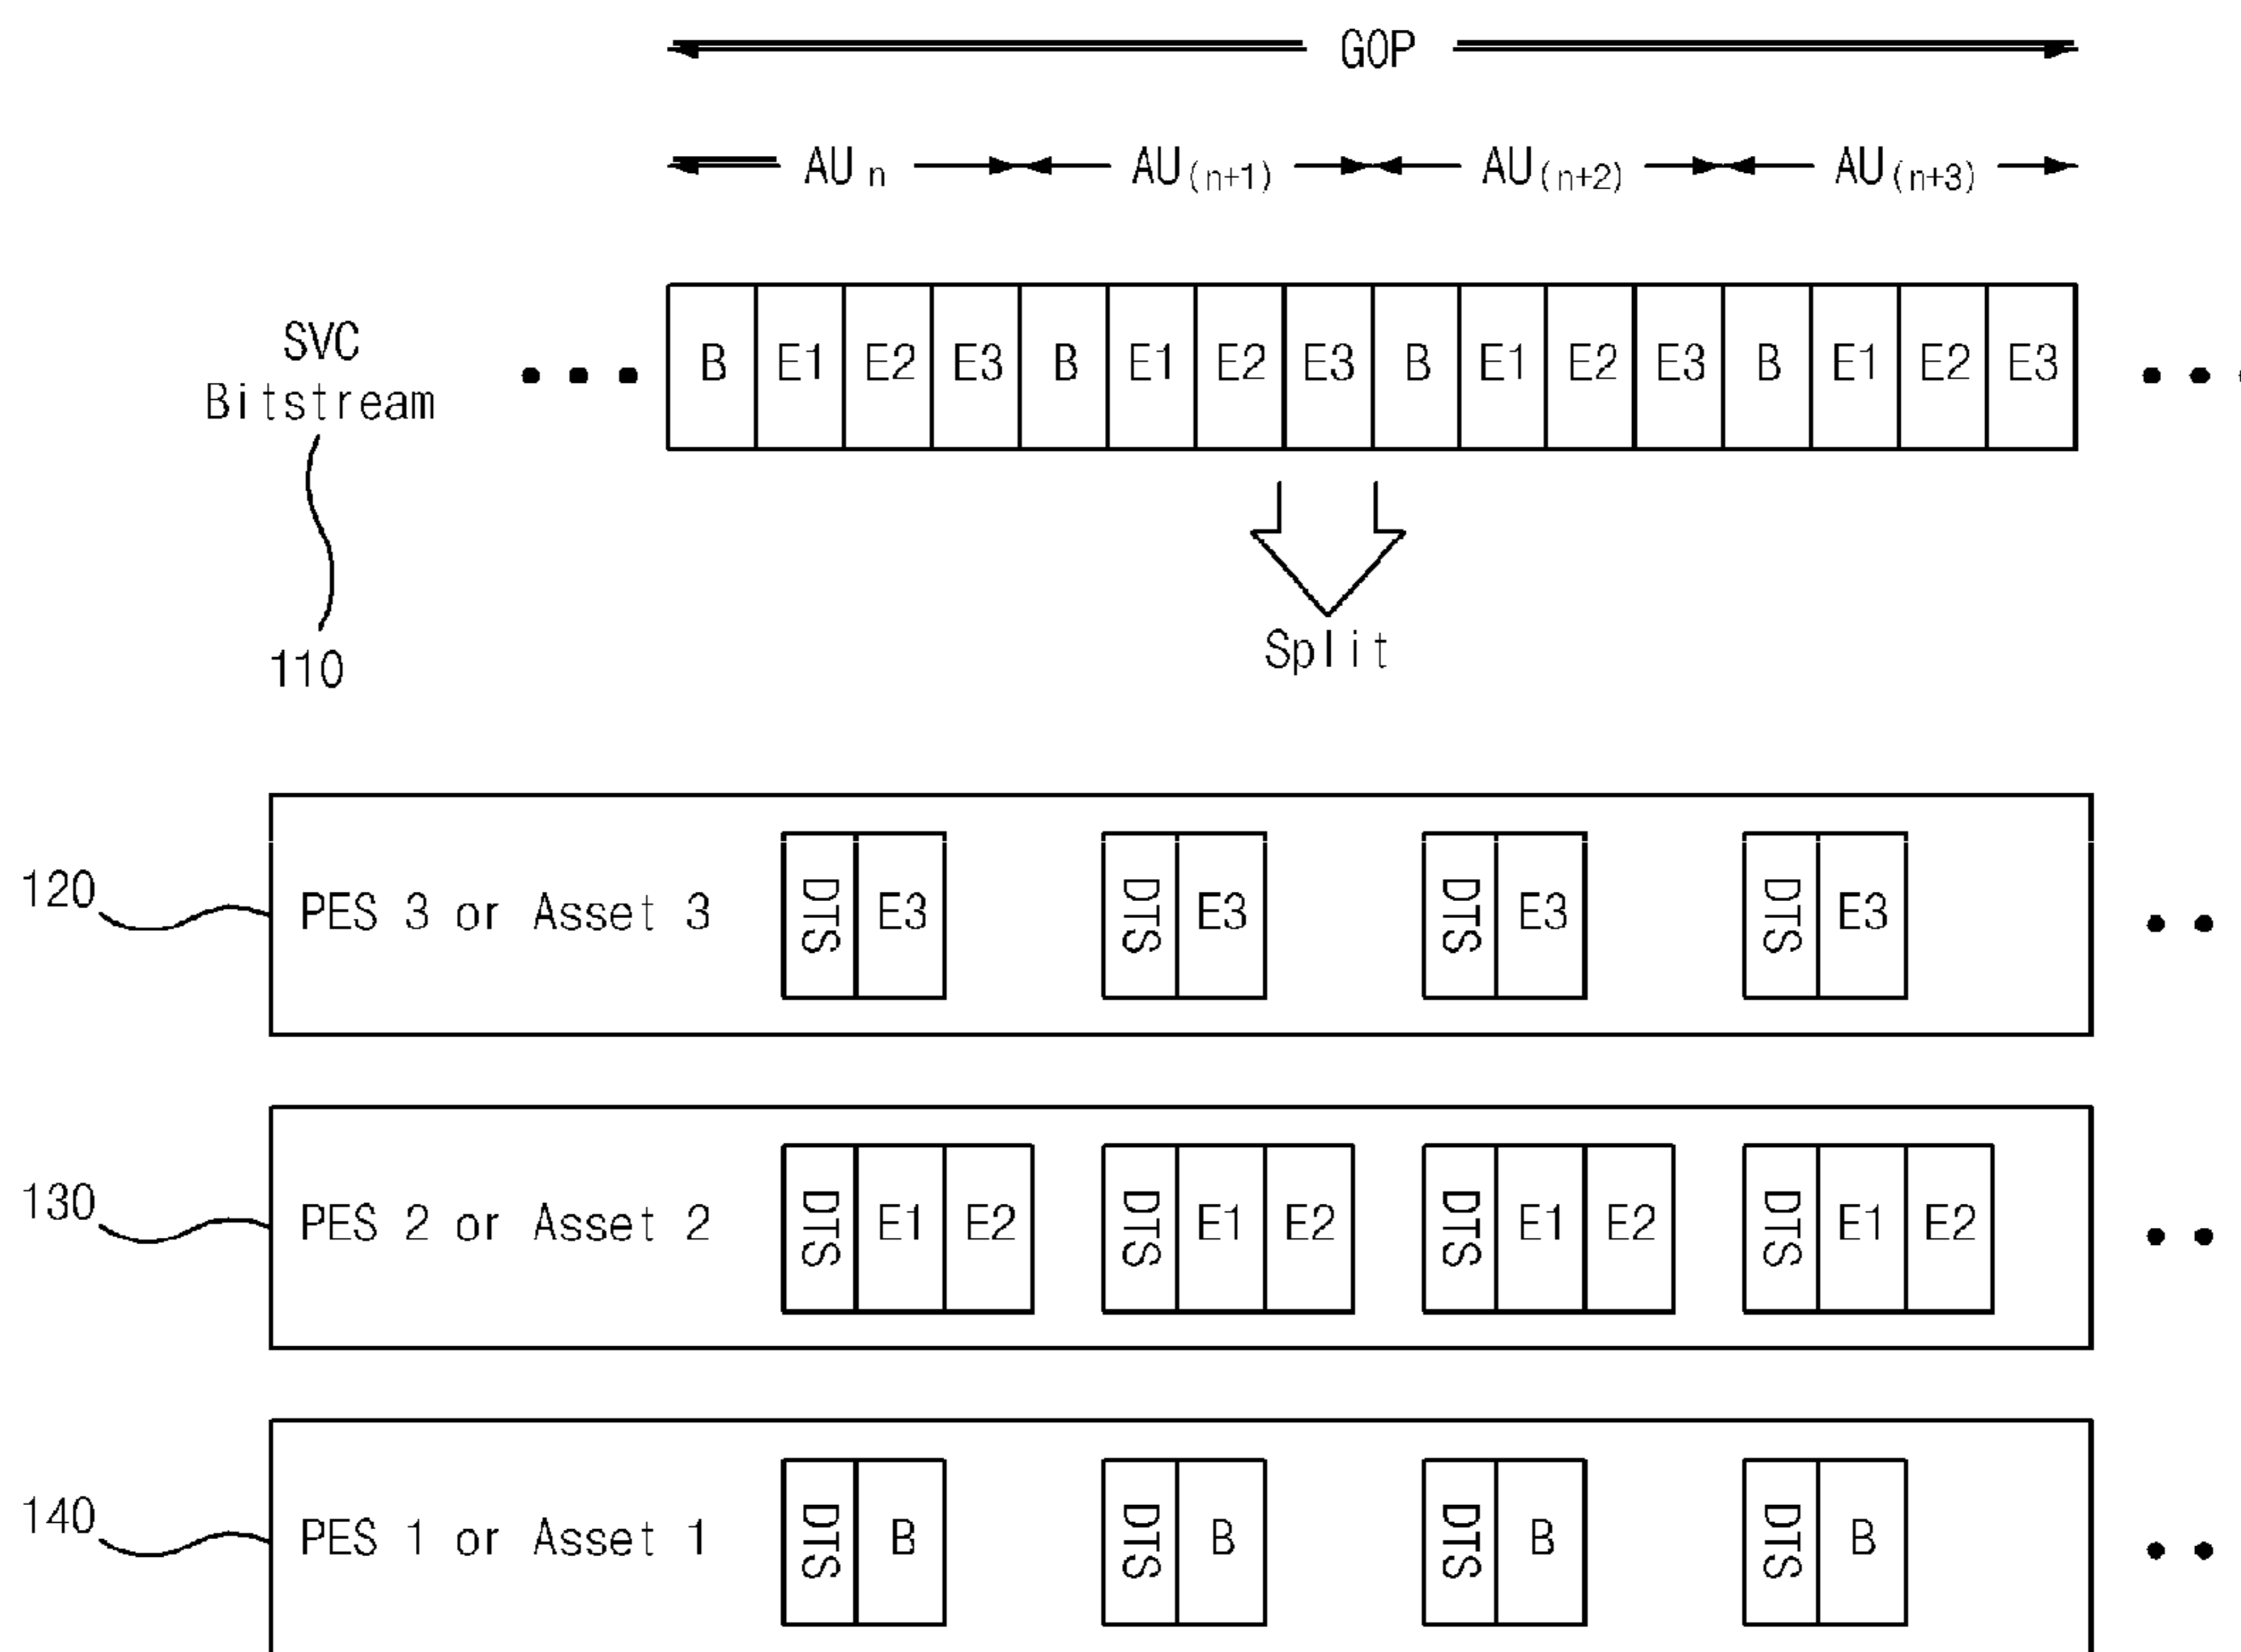 GOP
AU n AU (n+1) AU (n+2) AU (n+3)
SVC
Bitstream
B E1 E2 E3 B E1 E2 E3 B E1 E2 E3 B E1 E2 E3
110
Split
120 PES 3 or Asset 3 DTS E3 DTS E3 DTS E3 DTS E3
130 PES 2 or Asset 2 DTS E1 E2 DTS E1 E2 DTS E1 E2 DTS E1 E2
140 PES 1 or Asset 1 DTS B DTS B DTS B DTS B